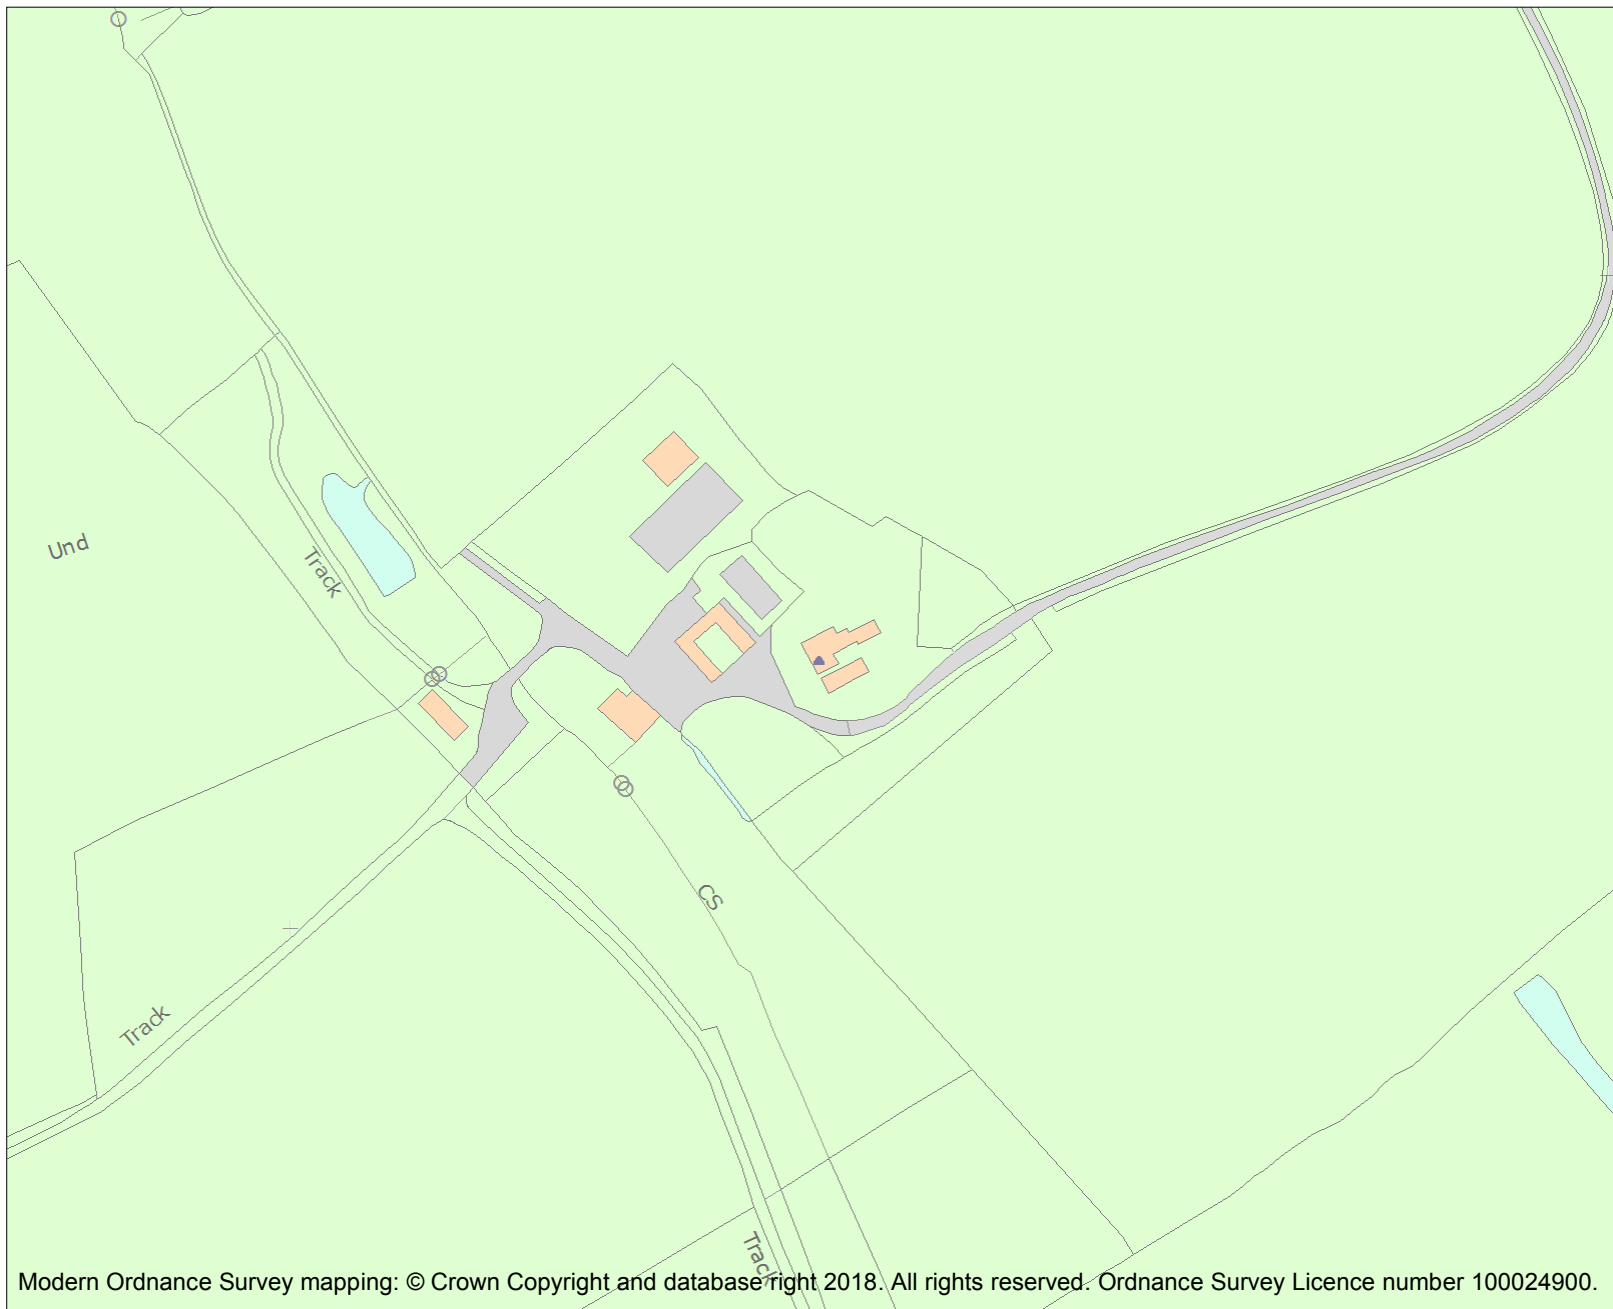 Und
Track
CS
Track
Track
Modern Ordnance Survey mapping: © Crown Copyright and database right 2018. All rights reserved. Ordnance Survey Licence number 100024900.